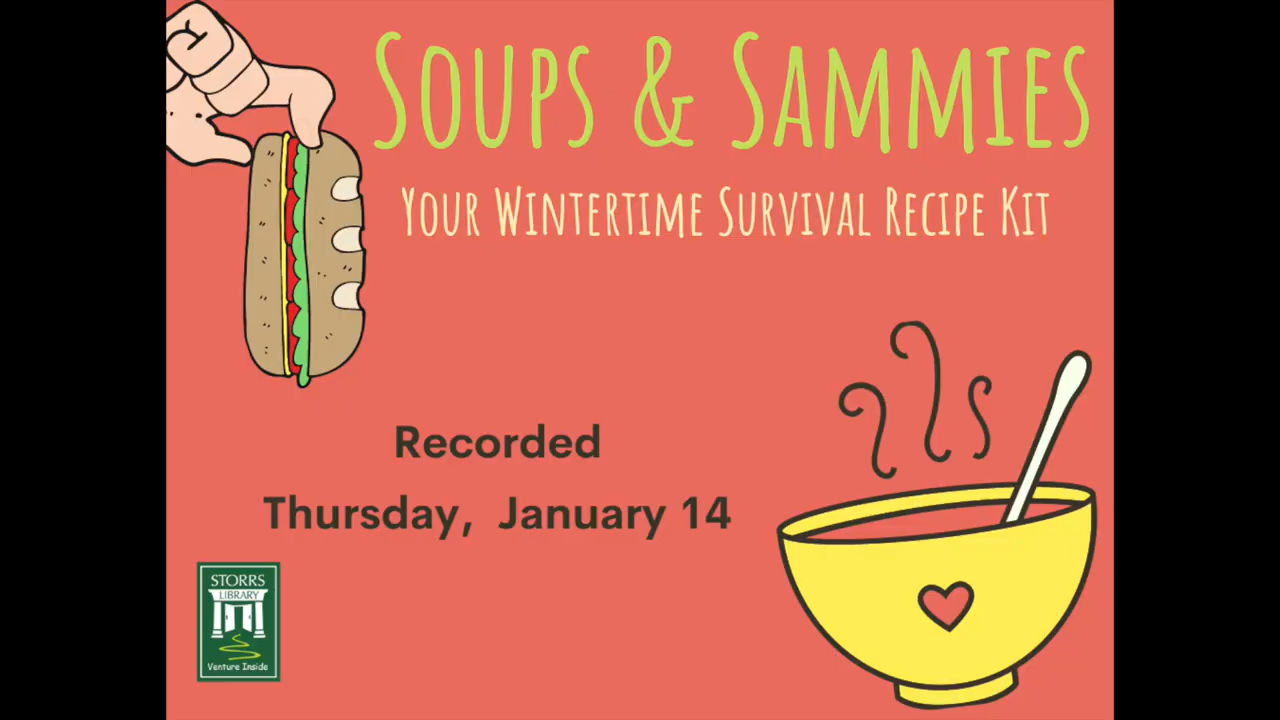 SOUPS & SAMMIES
YOUR WINTERTIME SURVIVAL RECIPE KIT
Recorded
Thursday, January 14
STORRS
LIBRARY
Venture Inside